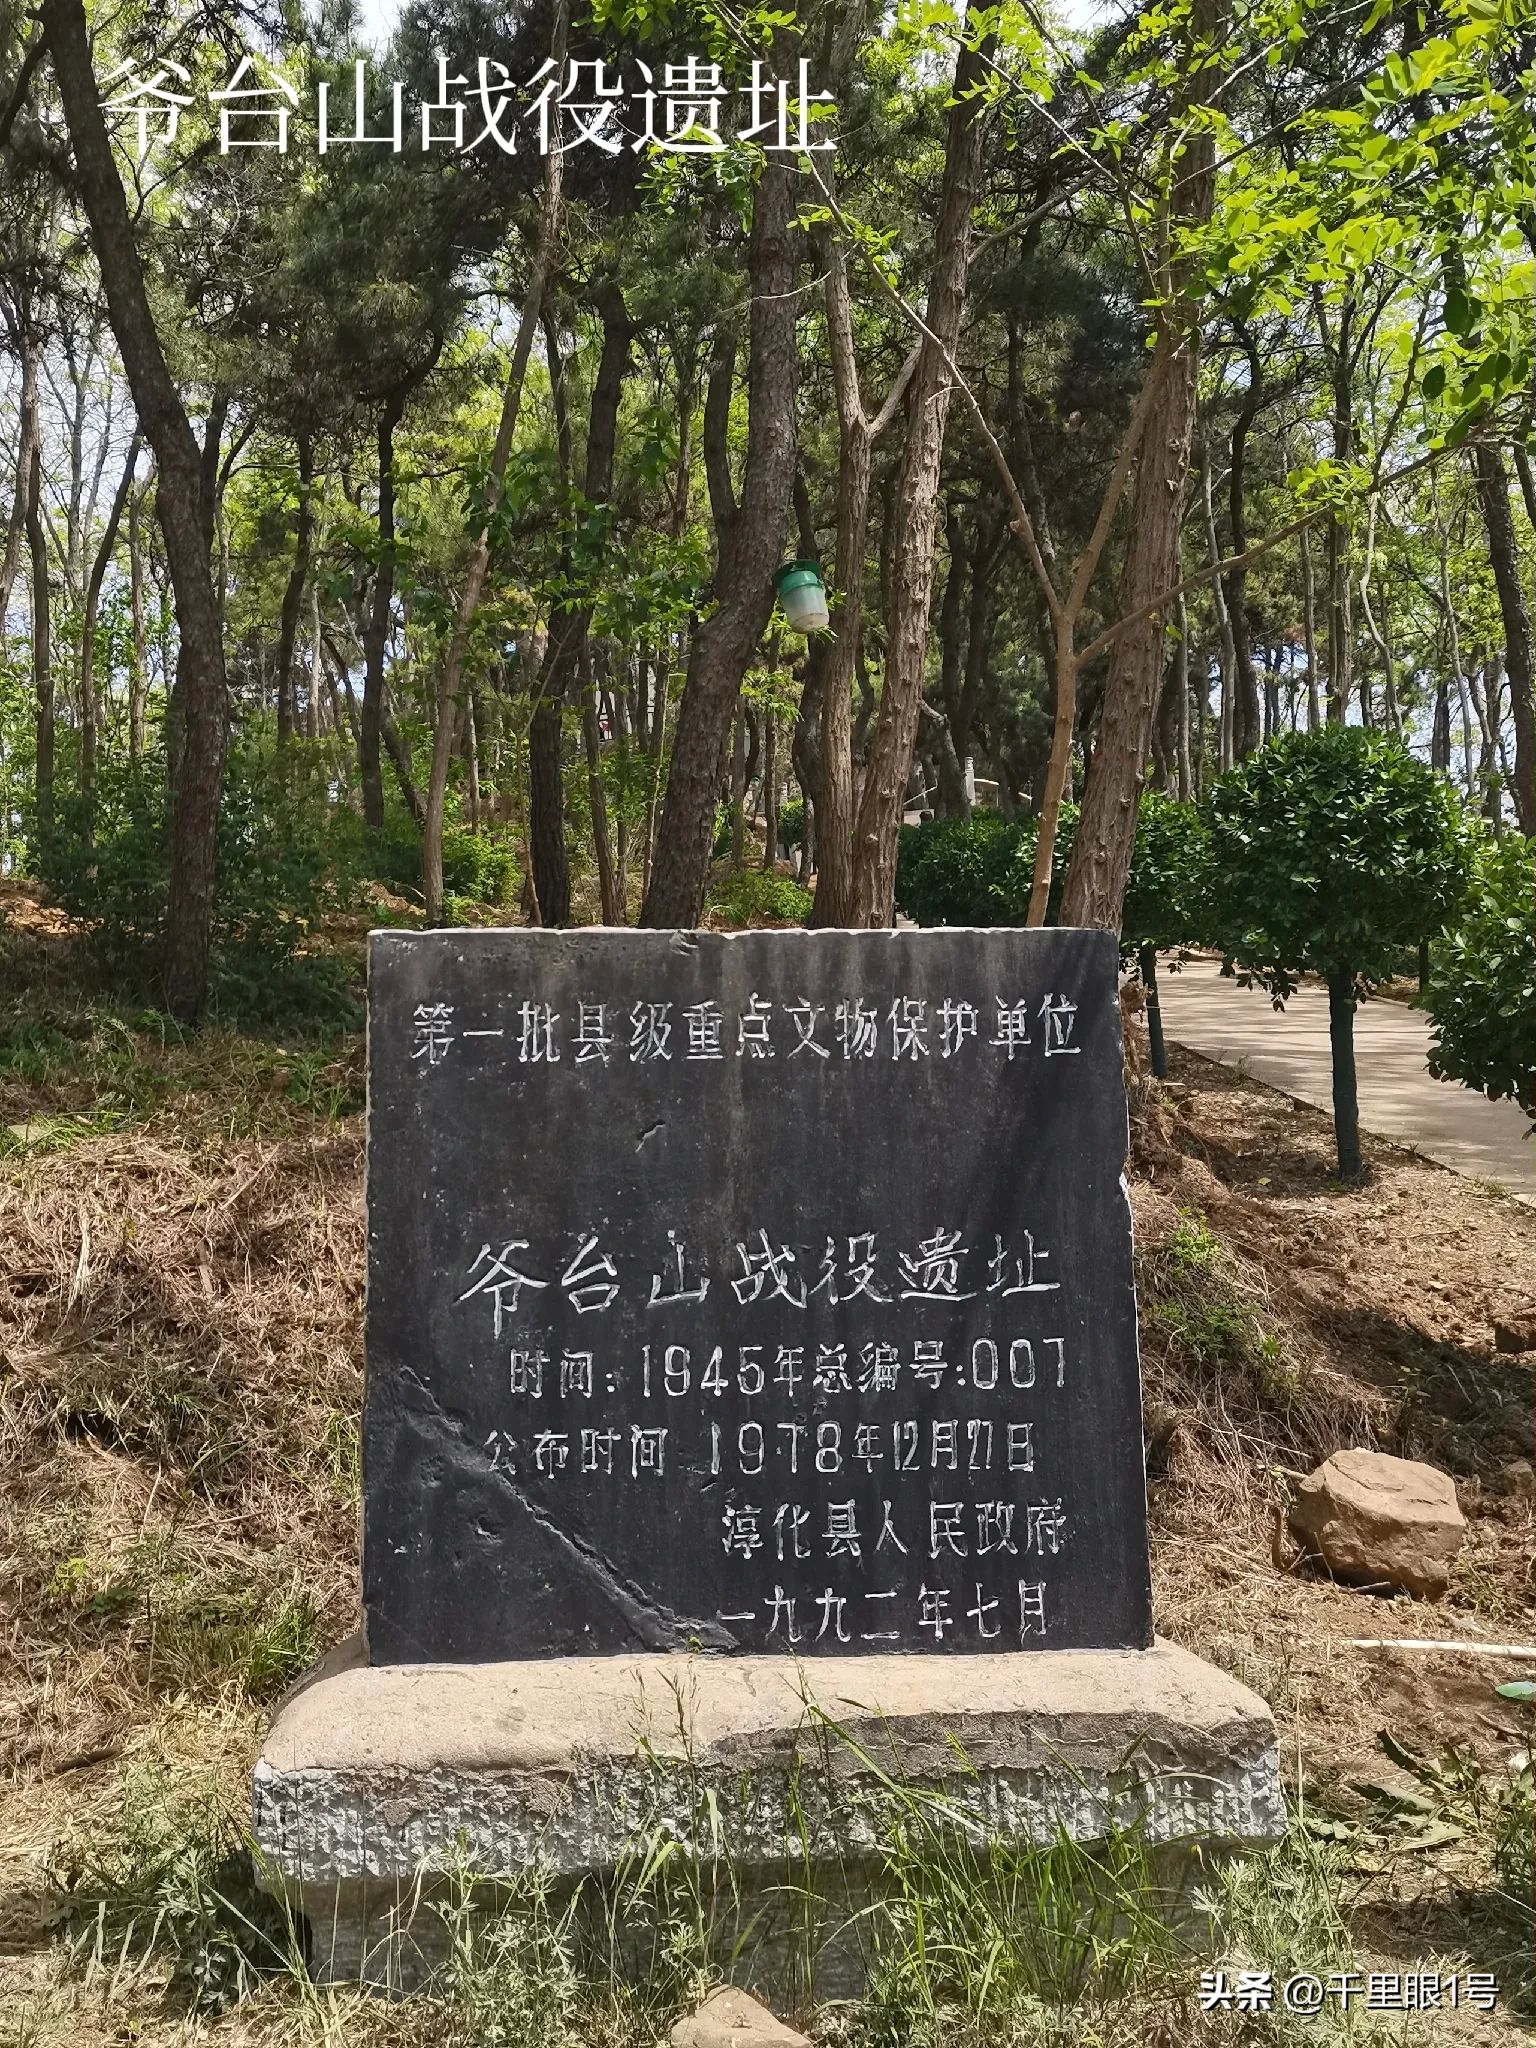 爷台山战役遗址
第一批县级重点文物保护单位
爷台山战役遗址
时间：1945年总编号：007
公布时间 1978年12月27日
淳化县人民政府
一九九二年七月
头条 @千里眼1号